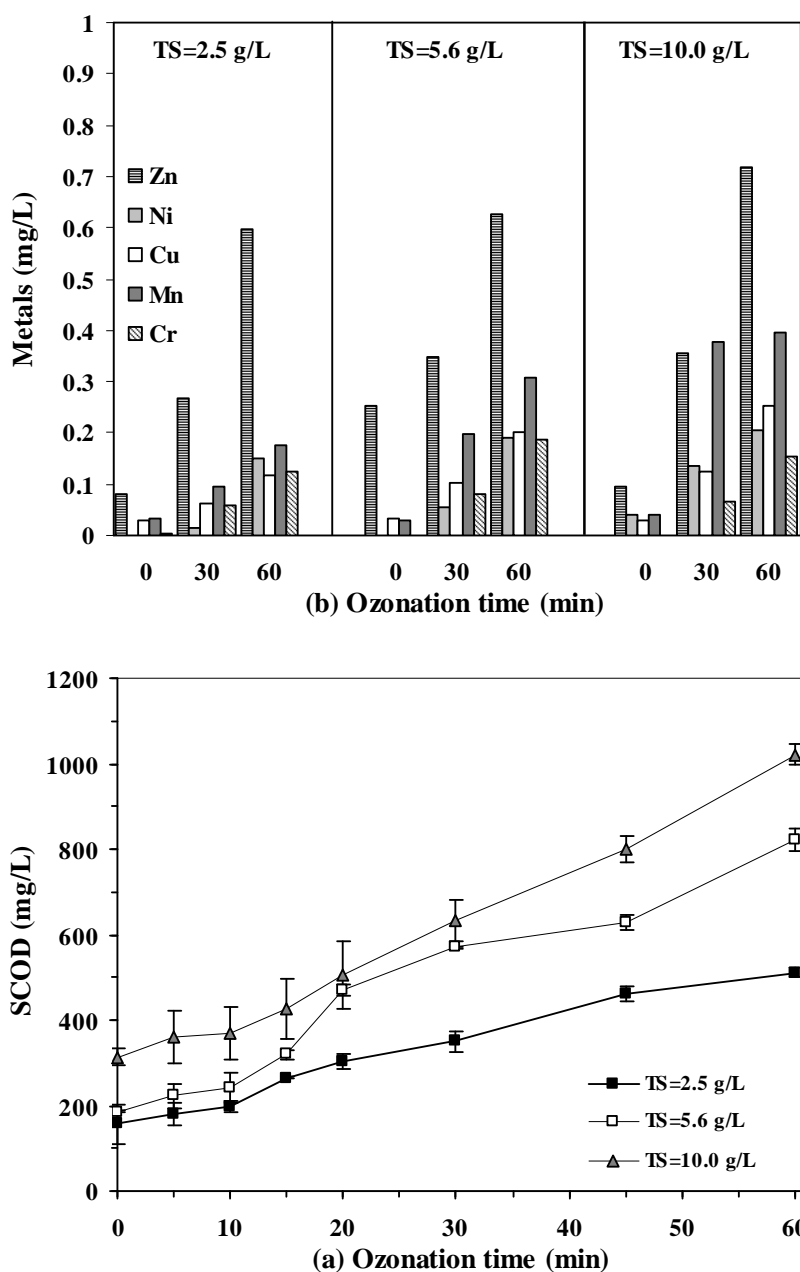 1
TS=2.5 g/L TS=5.6 g/L TS=10.0 g/L
0.9
0.8
0.7
0.6
0.5
0.4
0.3
0.2
0.1
0
Metals (mg/L)
Zn
Ni
Cu
Mn
Cr
0 30 60 0 30 60 0 30 60
(b) Ozonation time (min)
1200
1000
800
600
400
200
0
SCOD (mg/L)
TS=2.5 g/L
TS=5.6 g/L
TS=10.0 g/L
0 10 20 30 40 50 60
(a) Ozonation time (min)